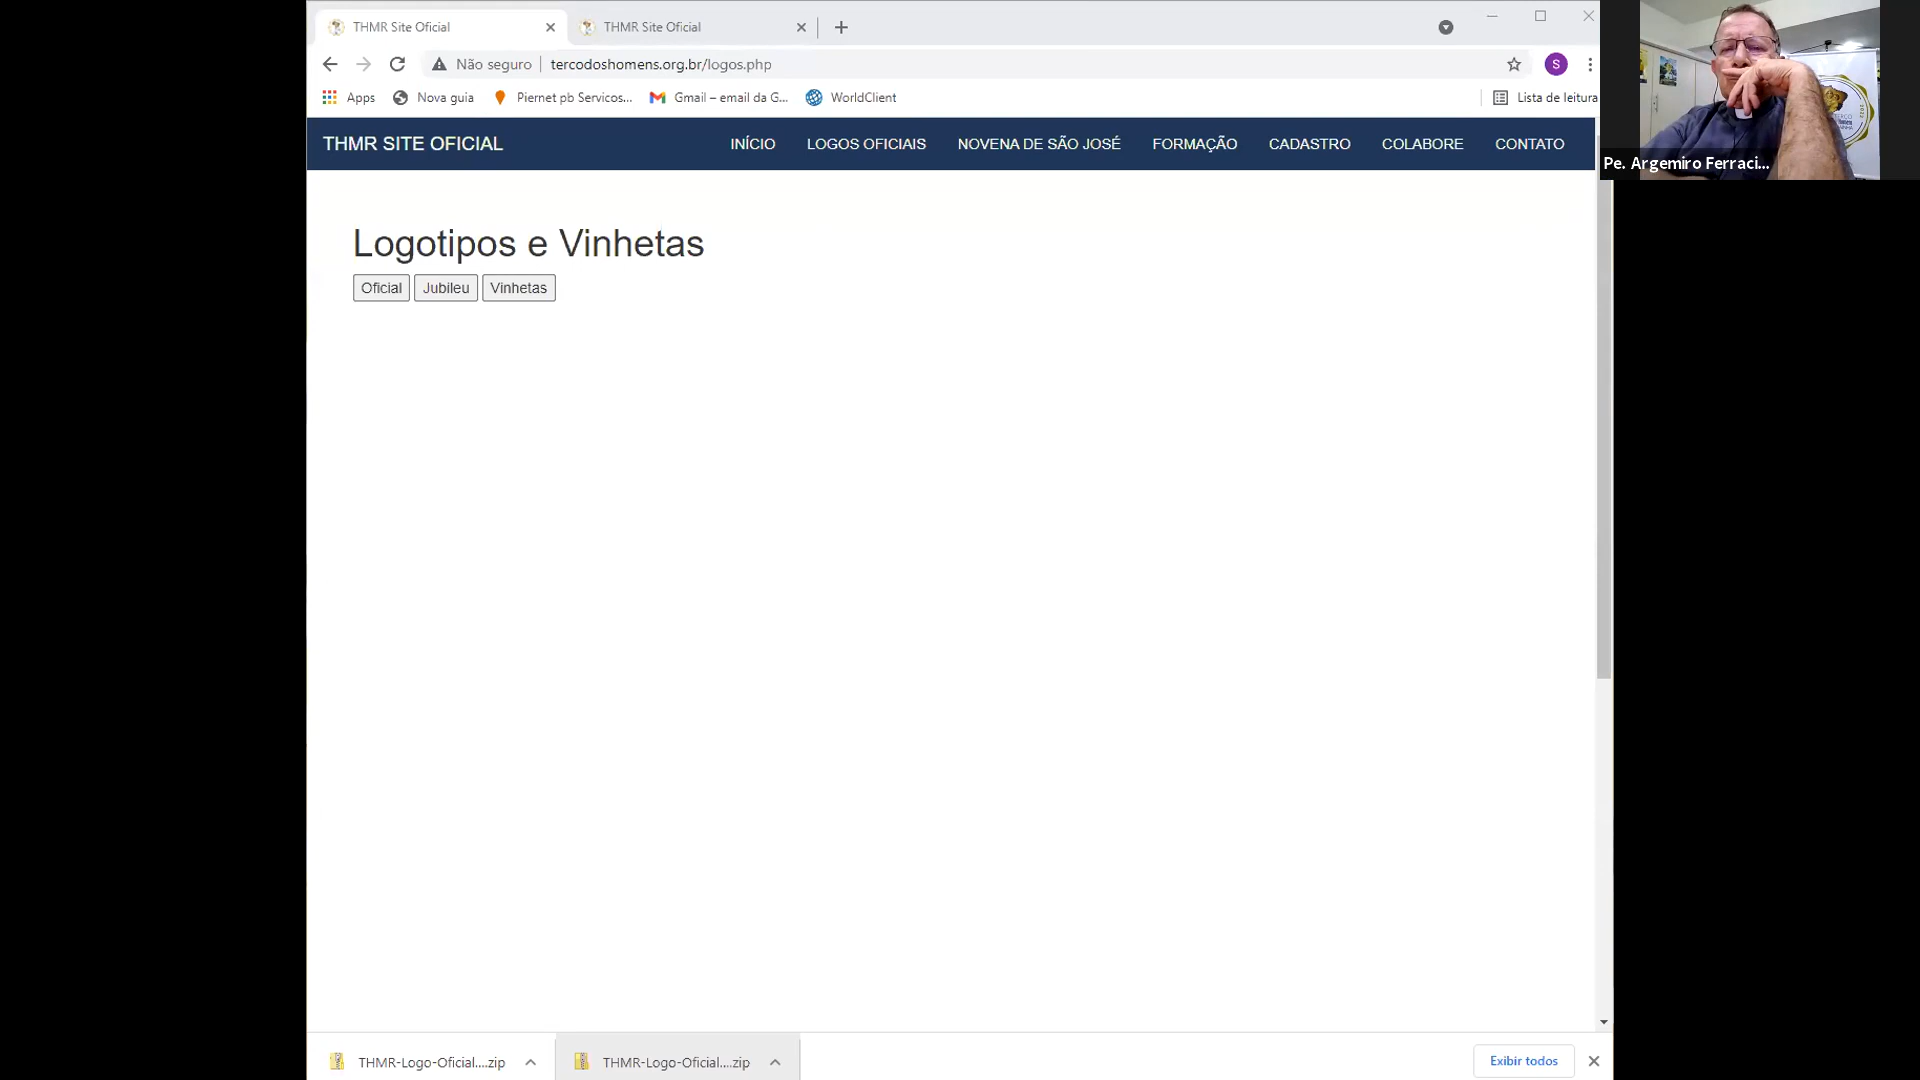 THMR Site Oficial
THMR Site Oficial
Não seguro
tercodoshomens.org.br/logos.php
S
Apps
Nova guia
Piernet pb Servicos...
Gmail – email da G...
WorldClient
Lista de leitura
THMR SITE OFICIAL
INÍCIO
LOGOS OFICIAIS
NOVENA DE SÃO JOSÉ
FORMAÇÃO
CADASTRO
COLABORE
CONTATO
Pe. Argemiro Ferraci...
Logotipos e Vinhetas
Oficial
Jubileu
Vinhetas
THMR-Logo-Oficial....zip
THMR-Logo-Oficial....zip
Exibir todos